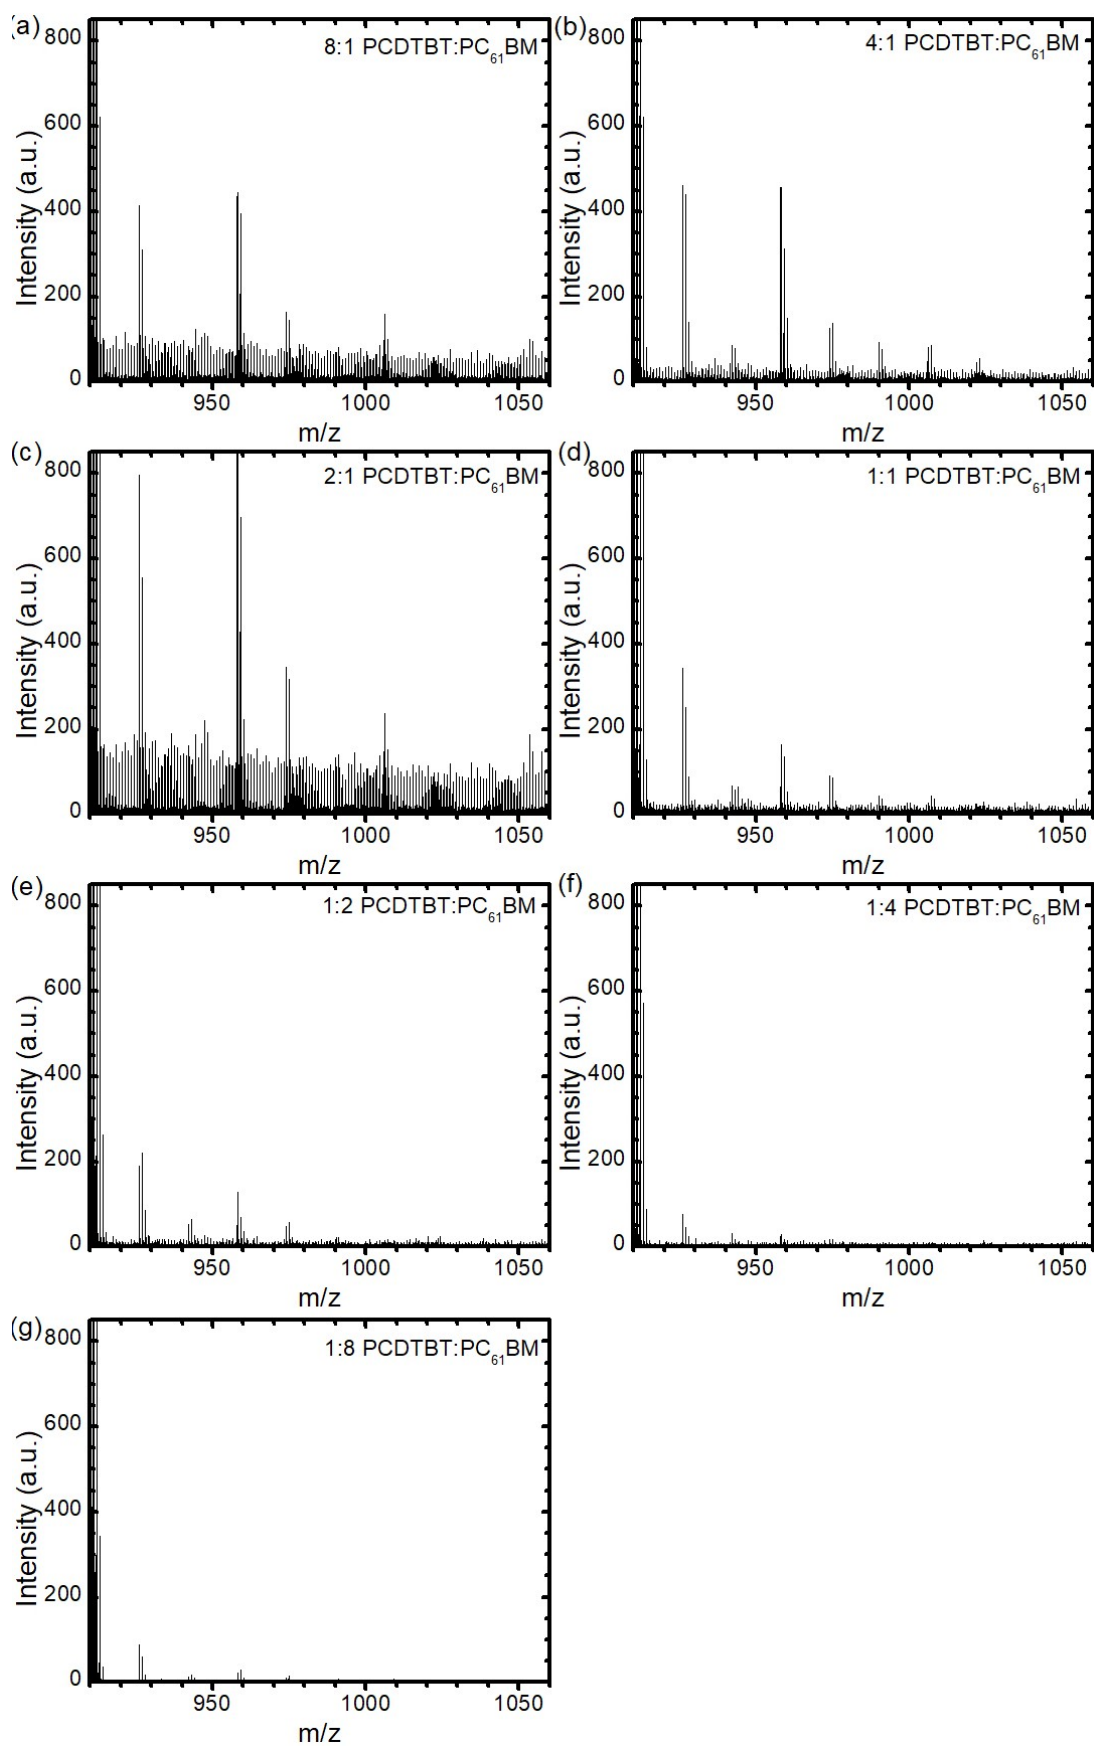 (a)
8:1 PCDTBT:PC₆₁BM
800
600
400
200
0
Intensity (a.u.)
950
1000
1050
m/z
(b)
4:1 PCDTBT:PC₆₁BM
800
600
400
200
0
Intensity (a.u.)
950
1000
1050
m/z
(c)
2:1 PCDTBT:PC₆₁BM
800
600
400
200
0
Intensity (a.u.)
950
1000
1050
m/z
(d)
1:1 PCDTBT:PC₆₁BM
800
600
400
200
0
Intensity (a.u.)
950
1000
1050
m/z
(e)
1:2 PCDTBT:PC₆₁BM
800
600
400
200
0
Intensity (a.u.)
950
1000
1050
m/z
(f)
1:4 PCDTBT:PC₆₁BM
800
600
400
200
0
Intensity (a.u.)
950
1000
1050
m/z
(g)
1:8 PCDTBT:PC₆₁BM
800
600
400
200
0
Intensity (a.u.)
950
1000
1050
m/z